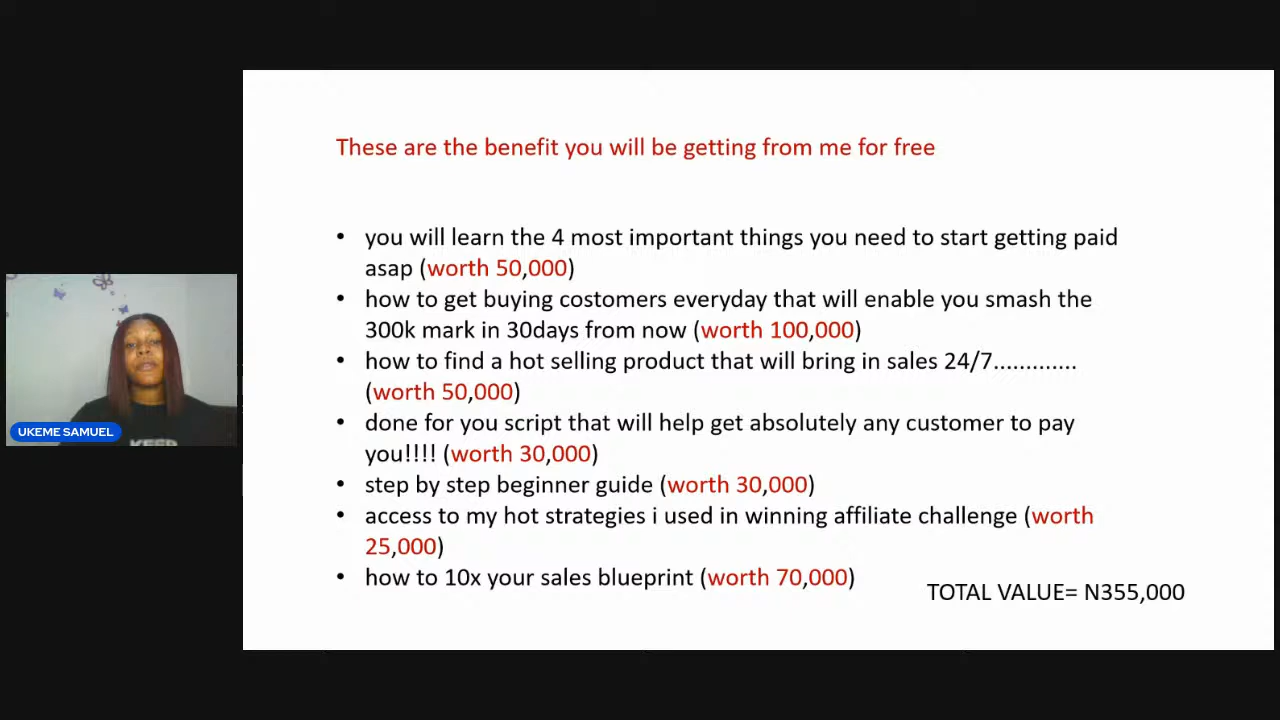 These are the benefit you will be getting from me for free
• you will learn the 4 most important things you need to start getting paid
asap (worth 50,000)
• how to get buying costomers everyday that will enable you smash the
300k mark in 30days from now (worth 100,000)
• how to find a hot selling product that will bring in sales 24/7.............
(worth 50,000)
• done for you script that will help get absolutely any customer to pay
you!!!! (worth 30,000)
• step by step beginner guide (worth 30,000)
• access to my hot strategies i used in winning affiliate challenge (worth
25,000)
• how to 10x your sales blueprint (worth 70,000)
TOTAL VALUE= N355,000
UKEME SAMUEL
KEEP